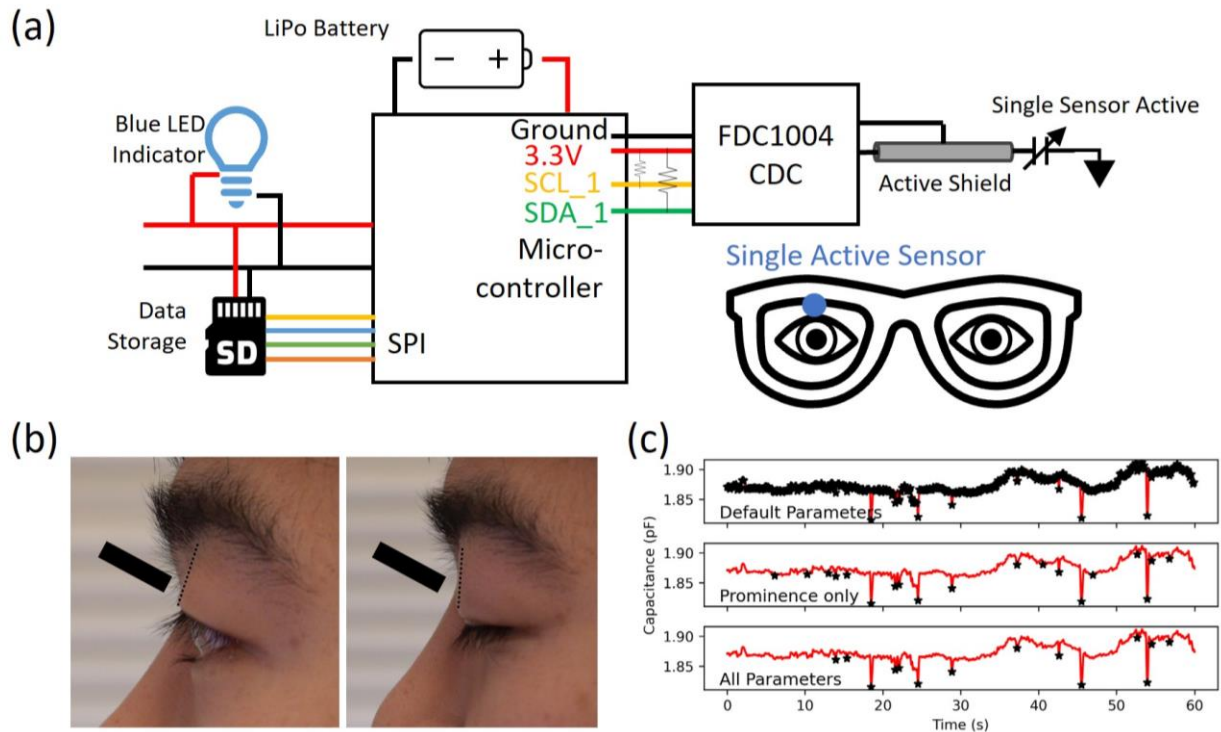 (a)
LiPo Battery
− +
Blue LED
Indicator
Ground
3.3V
SCL_1
SDA_1
Micro-
controller
FDC1004
CDC
Single Sensor Active
Active Shield
Data
Storage
SD
SPI
Single Active Sensor
(b)
(c)
1.90
1.85
Default Parameters
Capacitance (pF)
1.90
1.85
Prominence only
1.90
1.85
All Parameters
0 10 20 30 40 50 60
Time (s)